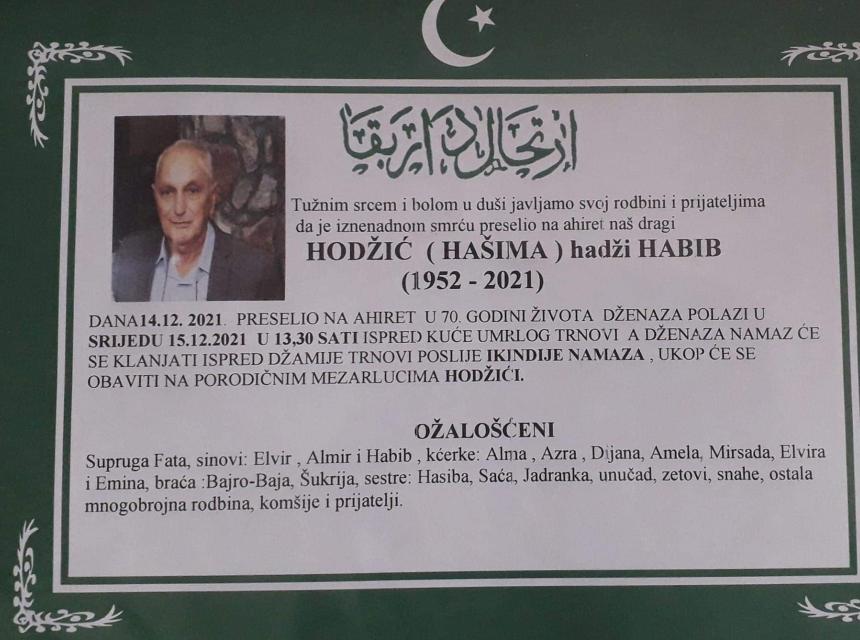 ارتحال دار بقا
Tužnim srcem i bolom u duši javljamo svoj rodbini i prijateljima
da je iznenadnom smrću preselio na ahiret naš dragi
HODŽIĆ ( HAŠIMA ) hadži HABIB
(1952 - 2021)
DANA14.12. 2021. PRESELIO NA AHIRET U 70. GODINI ŽIVOTA DŽENAZA POLAZI U
SRIJEDU 15.12.2021 U 13,30 SATI ISPRED KUĆE UMRLOG TRNOVI A DŽENAZA NAMAZ ĆE
SE KLANJATI ISPRED DŽAMIJE TRNOVI POSLIJE IKINDIJE NAMAZA , UKOP ĆE SE
OBAVITI NA PORODIČNIM MEZARLUCIMA HODŽIĆI.
OŽALOŠĆENI
Supruga Fata, sinovi: Elvir , Almir i Habib , kćerke: Alma , Azra , Dijana, Amela, Mirsada, Elvira
i Emina, braća :Bajro-Baja, Šukrija, sestre: Hasiba, Saća, Jadranka, unučad, zetovi, snahe, ostala
mnogobrojna rodbina, komšije i prijatelji.